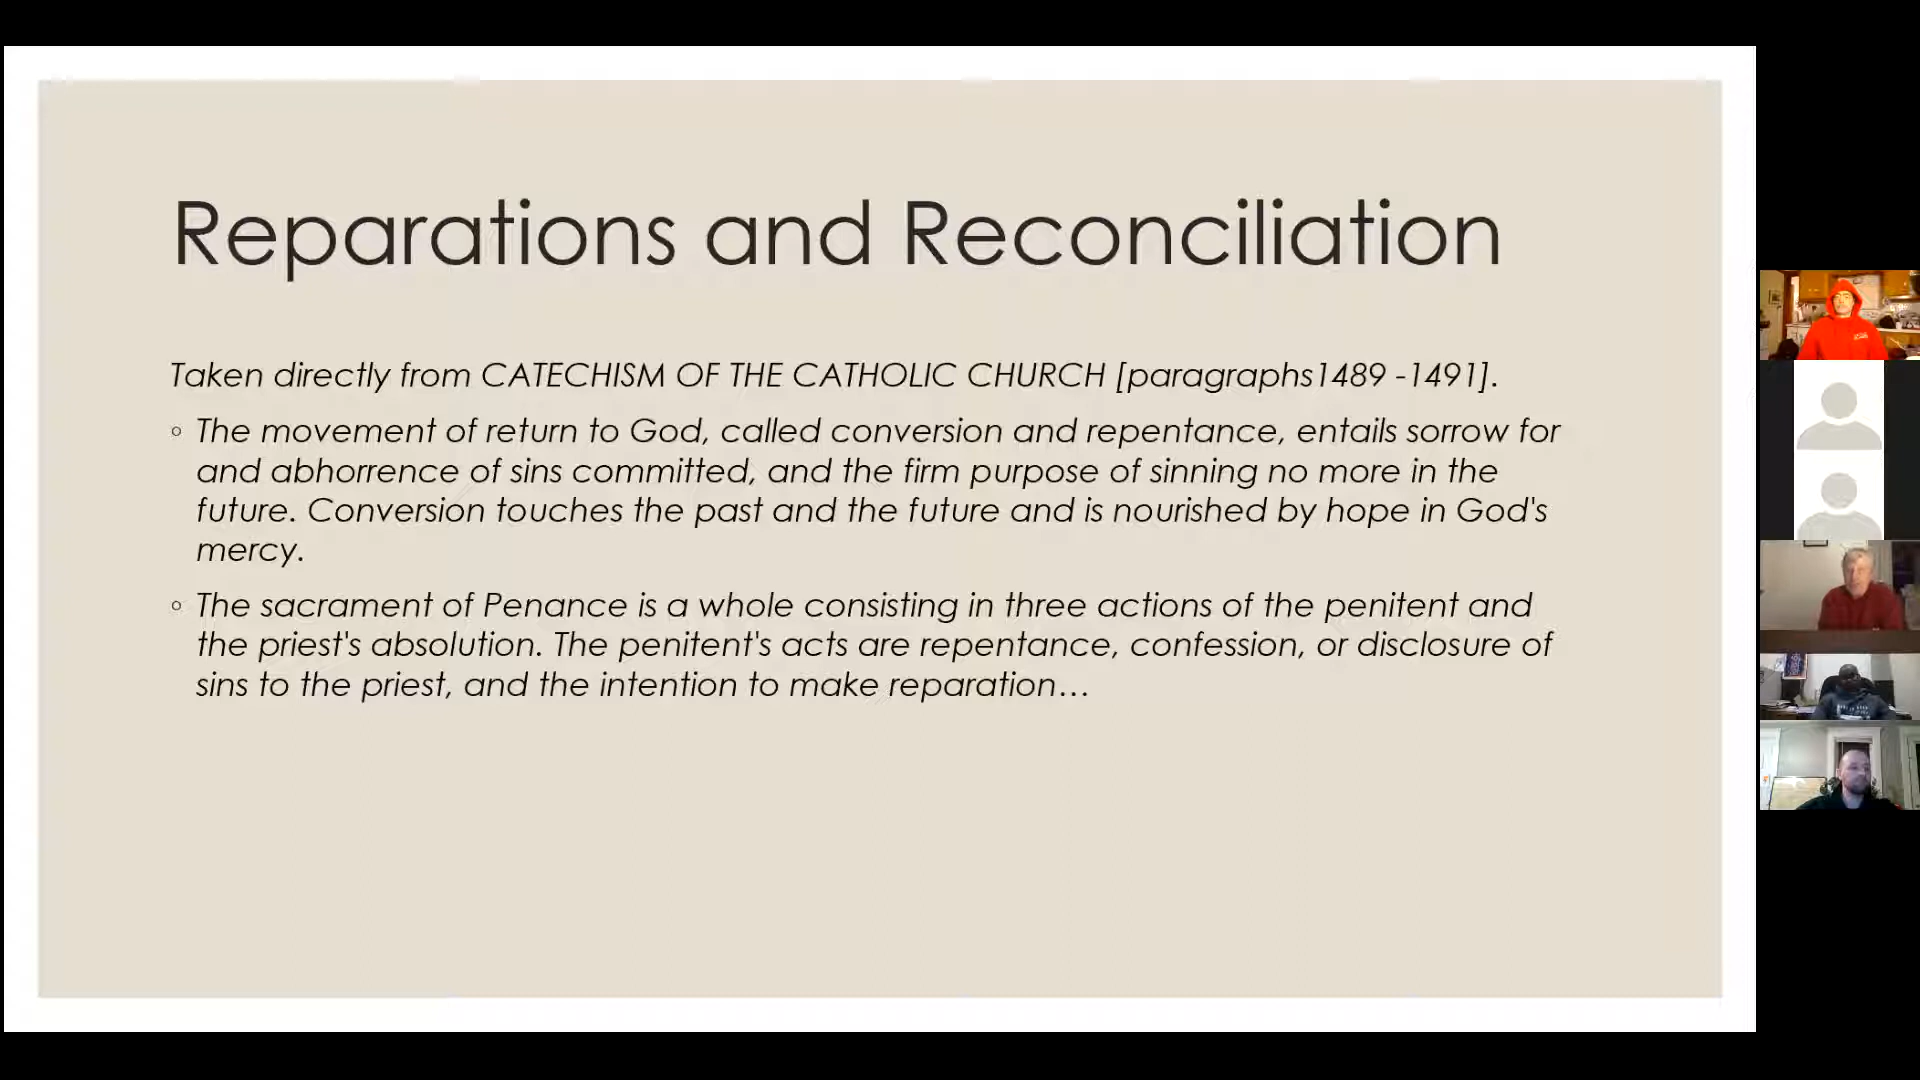 Reparations and Reconciliation
Taken directly from CATECHISM OF THE CATHOLIC CHURCH [paragraphs1489 -1491].
◦ The movement of return to God, called conversion and repentance, entails sorrow for
and abhorrence of sins committed, and the firm purpose of sinning no more in the
future. Conversion touches the past and the future and is nourished by hope in God's
mercy.
◦ The sacrament of Penance is a whole consisting in three actions of the penitent and
the priest's absolution. The penitent's acts are repentance, confession, or disclosure of
sins to the priest, and the intention to make reparation…